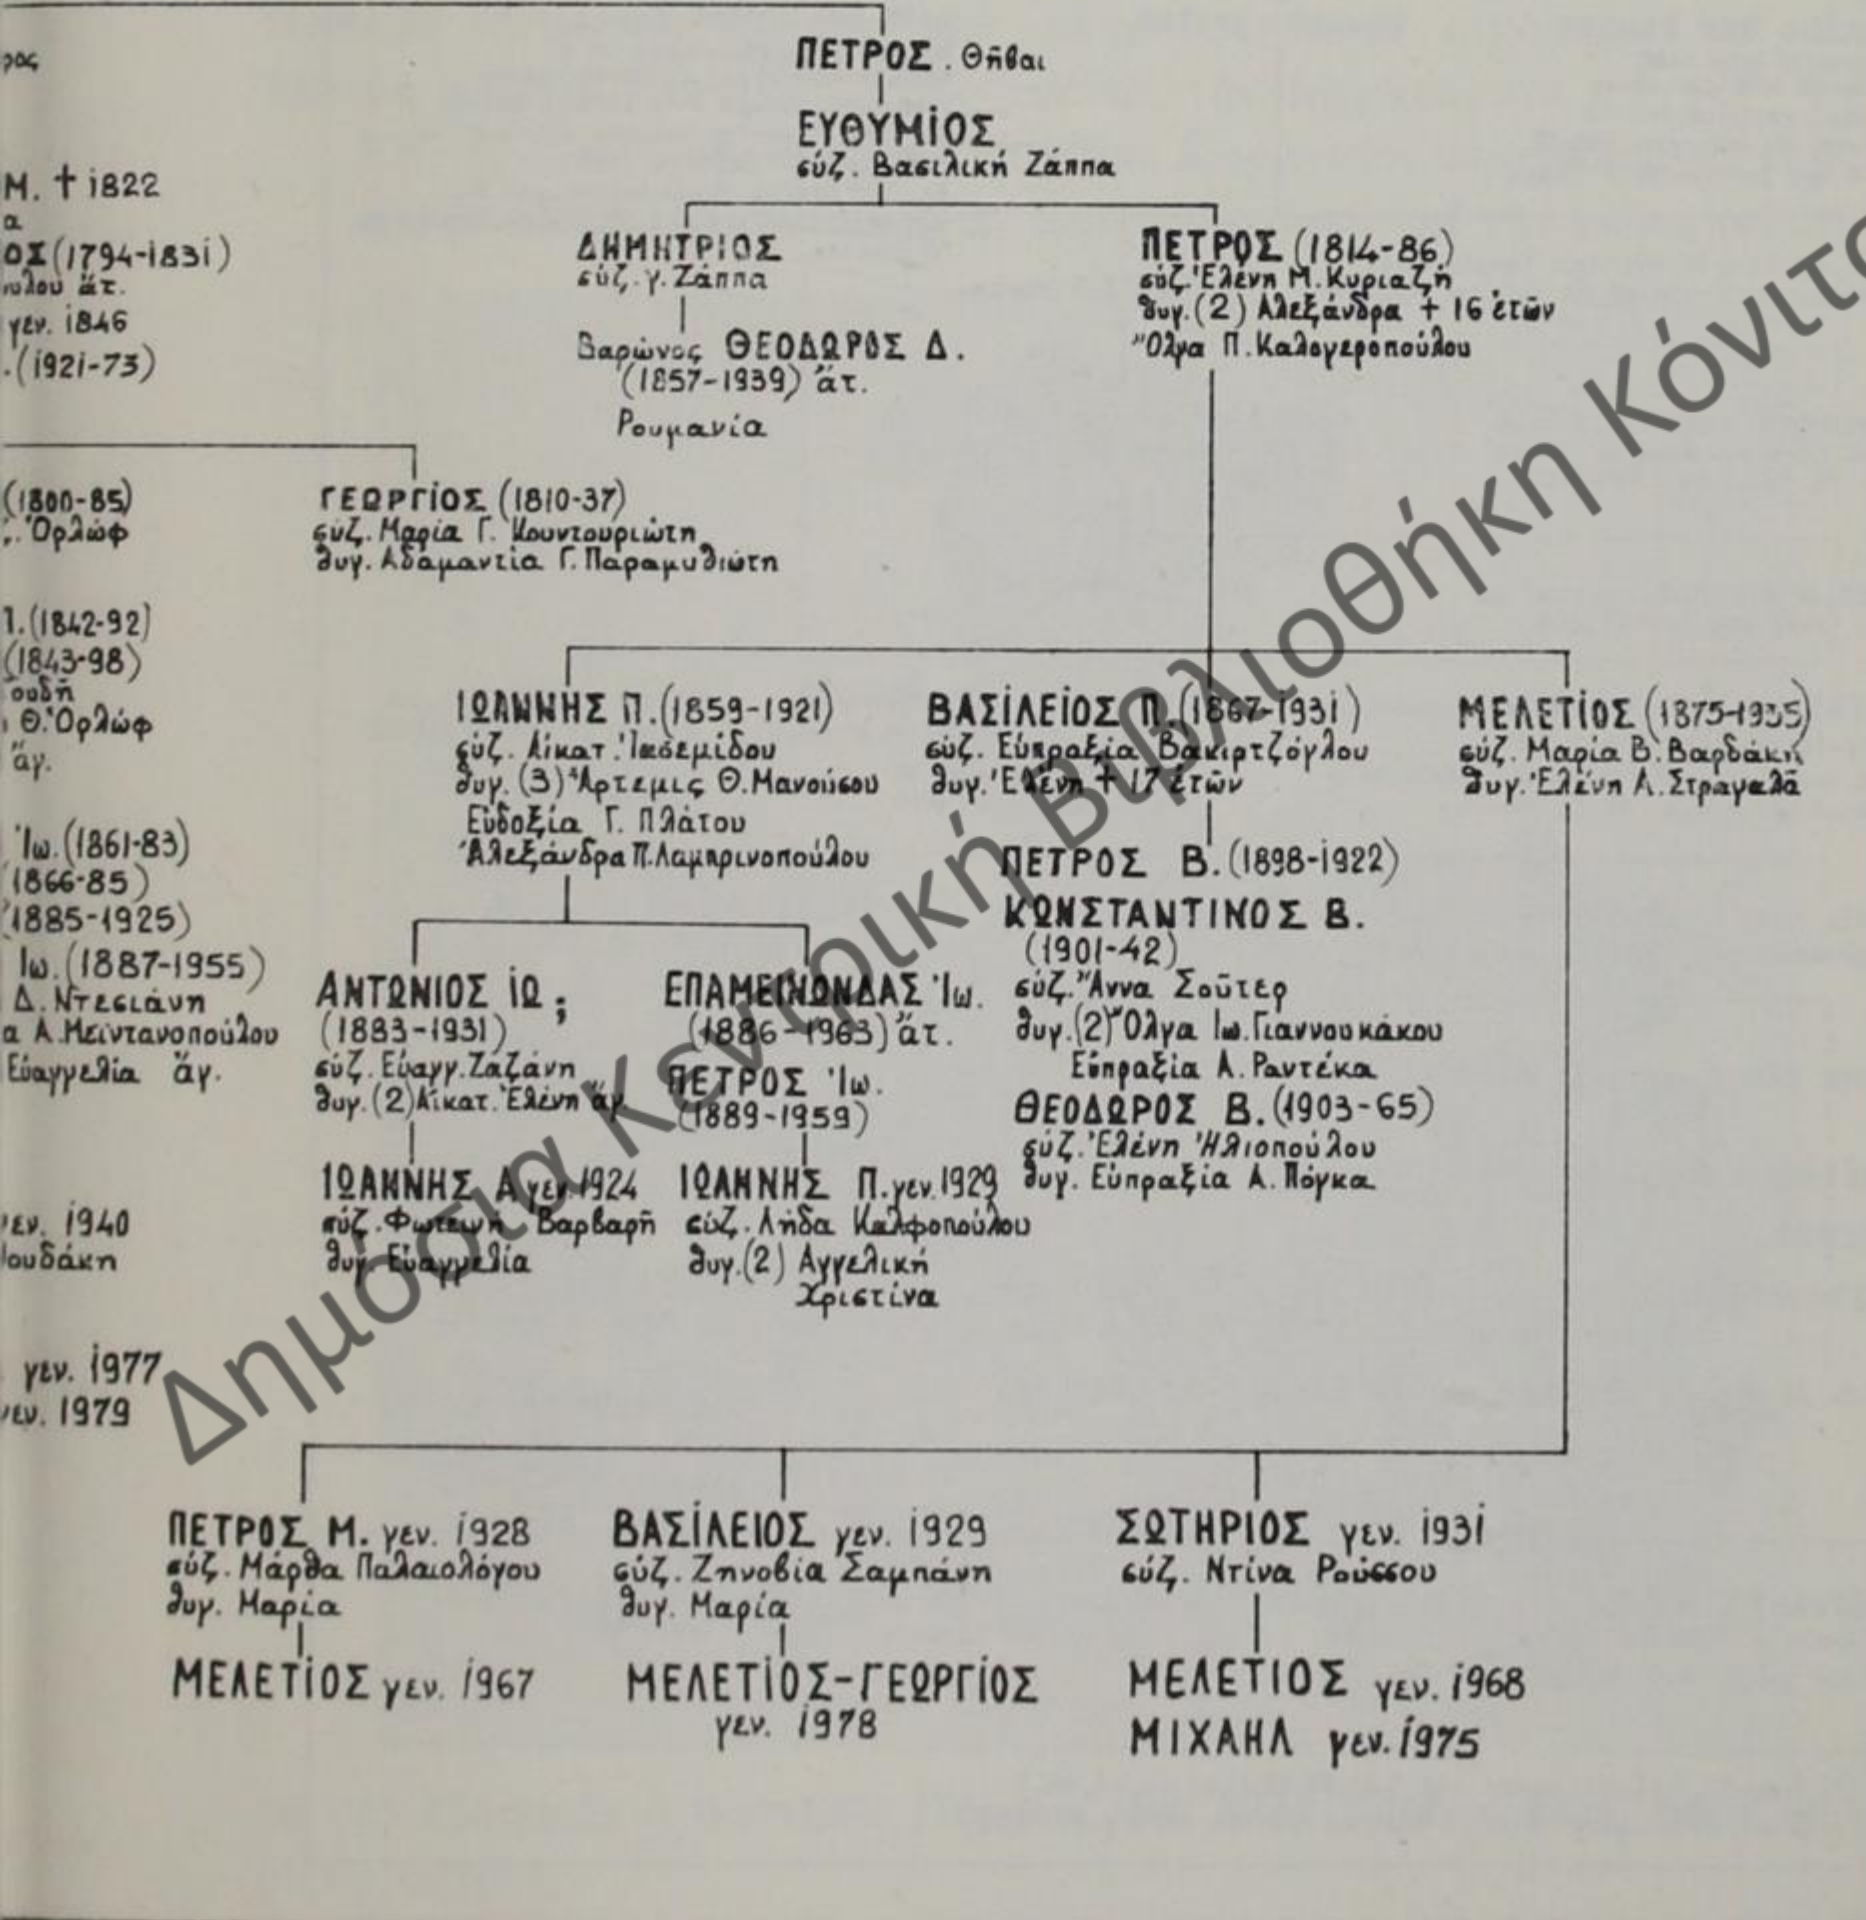 ΠΕΤΡΟΣ. Θῆβαι
ΕΥΘΥΜΙΟΣ
σύζ. Βασιλική Ζάππα
Μ. † 1822
α
ΟΣ (1794-1831)
ἄτ.
γεν. 1846
.(1921-73)
ΔΗΜΗΤΡΙΟΣ
σύζ. γ. Ζάππα
Βαρώνος ΘΕΟΔΩΡΟΣ Δ.
(1857-1939) ἄτ.
Ρουμανία
ΠΕΤΡΟΣ (1814-86)
σύζ. Ἑλένη Μ. Κυριαζή
θυγ. (2) Αλεξάνδρα + 16 ἐτῶν
Ὄλγα Π. Καλογεροπούλου
(1800-85)
Ὀρλώφ
ΓΕΩΡΓΙΟΣ (1810-37)
σύζ. Μαρία Γ. Κουντουριώτη
θυγ. Αδαμαντία Γ. Παραμυθιώτη
(1842-92)
(1843-98)
ουδῆ
Θ. Ὀρλώφ
ἄγ.
ΙΩΑΝΝΗΣ Π. (1859-1921)
σύζ. Αἰκατ.
θυγ. (3) Ἄρτεμις Θ. Μανούσου
Εὐδοξία Γ. Πλάτου
Ἀλεξάνδρα Π. Λαμπρινοπούλου
ΒΑΣΙΛΕΙΟΣ Π. (1867-1931)
σύζ. Εὐπραξία Βακιρτζόγλου
θυγ. Ἑλένη + 17 ἐτῶν
ΜΕΛΕΤΙΟΣ (1875-1935)
σύζ. Μαρία Β. Βαρδάκη
θυγ. Ἑλένη Α. Στραγαλᾶ
Ἰω. (1861-83)
(1866-85)
(1885-1925)
Ἰω. (1887-1955)
Δ. Ντεσιάνη
α Α. Μεϊντανοπούλου
Εὐαγγελία ἄγ.
ΠΕΤΡΟΣ Β. (1898-1922)
ΚΩΝΣΤΑΝΤΙΝΟΣ Β.
(1901-42)
σύζ. Ἄννα Σοῦτερ
θυγ. (2) Ὄλγα Ἰω. Γιαννουκάκου
Εὐπραξία Α. Ραντέκα
ΘΕΟΔΩΡΟΣ Β. (1903-65)
σύζ. Ἑλένη Ἡλιοπούλου
θυγ. Εὐπραξία Α. Πόγκα
ΑΝΤΩΝΙΟΣ ΙΩ;
(1883-1931)
σύζ. Εὐαγγ. Ζαζάνη
θυγ. (2) Αἰκατ. Ἑλένη ἄγ
ΕΠΑΜΕΙΝΩΝΔΑΣ Ἰω.
(1886-1963) ἄτ.
ΠΕΤΡΟΣ Ἰω.
(1889-1959)
ΙΩΑΝΝΗΣ Α γεν. 1924
σύζ. Φωτεινή Βαρβαρῆ
θυγ. Εὐαγγελία
ΙΩΑΝΝΗΣ Π. γεν. 1929
σύζ. Λήδα Καλφοπούλου
θυγ. (2) Αγγελική
Χριστίνα
γεν. 1940
ουδάκη
γεν. 1977
γεν. 1979
ΠΕΤΡΟΣ Μ. γεν. 1928
σύζ. Μάρθα Παλαιολόγου
θυγ. Μαρία
ΜΕΛΕΤΙΟΣ γεν. 1967
ΒΑΣΙΛΕΙΟΣ γεν. 1929
σύζ. Ζηνοβία Σαμπάνη
θυγ. Μαρία
ΜΕΛΕΤΙΟΣ-ΓΕΩΡΓΙΟΣ
γεν. 1978
ΣΩΤΗΡΙΟΣ γεν. 1931
σύζ. Ντίνα Ρούσσου
ΜΕΛΕΤΙΟΣ γεν. 1968
ΜΙΧΑΗΛ γεν. 1975
Δημόσια Κεντρική Βιβλιοθήκη Κόνιτσ